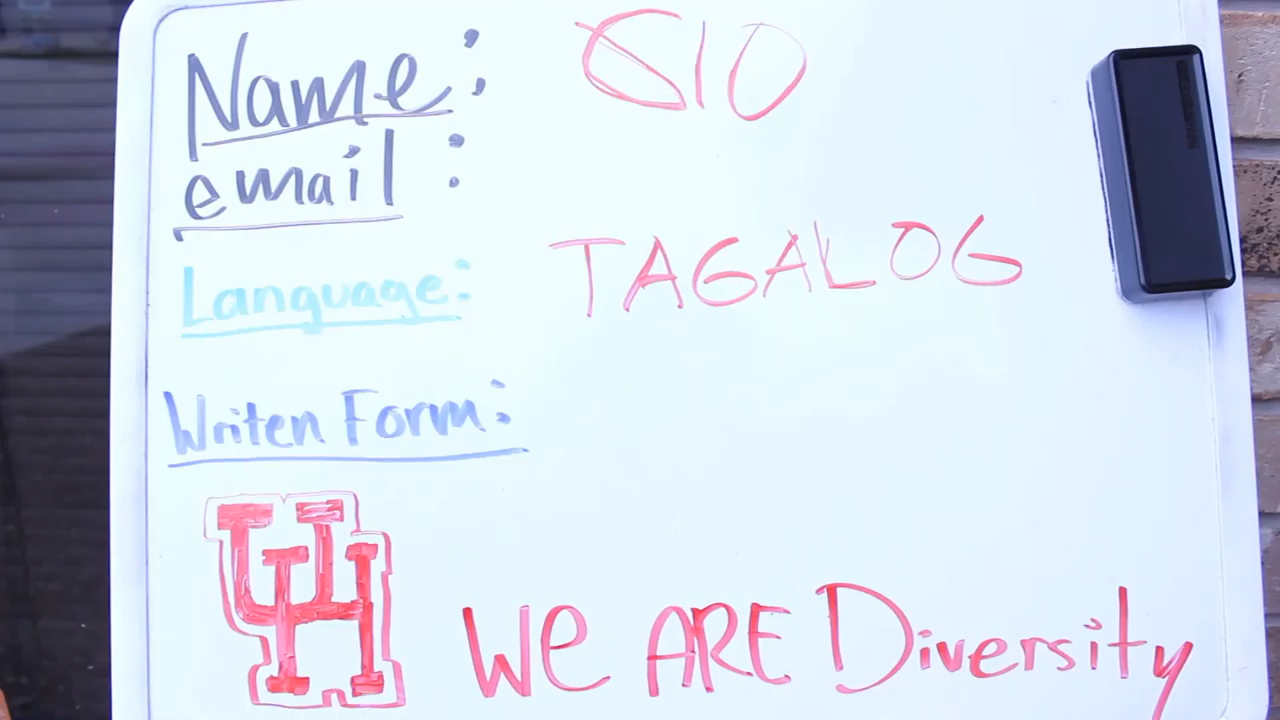 Name: GIO
email:
Language: TAGALOG
Writen Form:
UH
We ARE Diversity